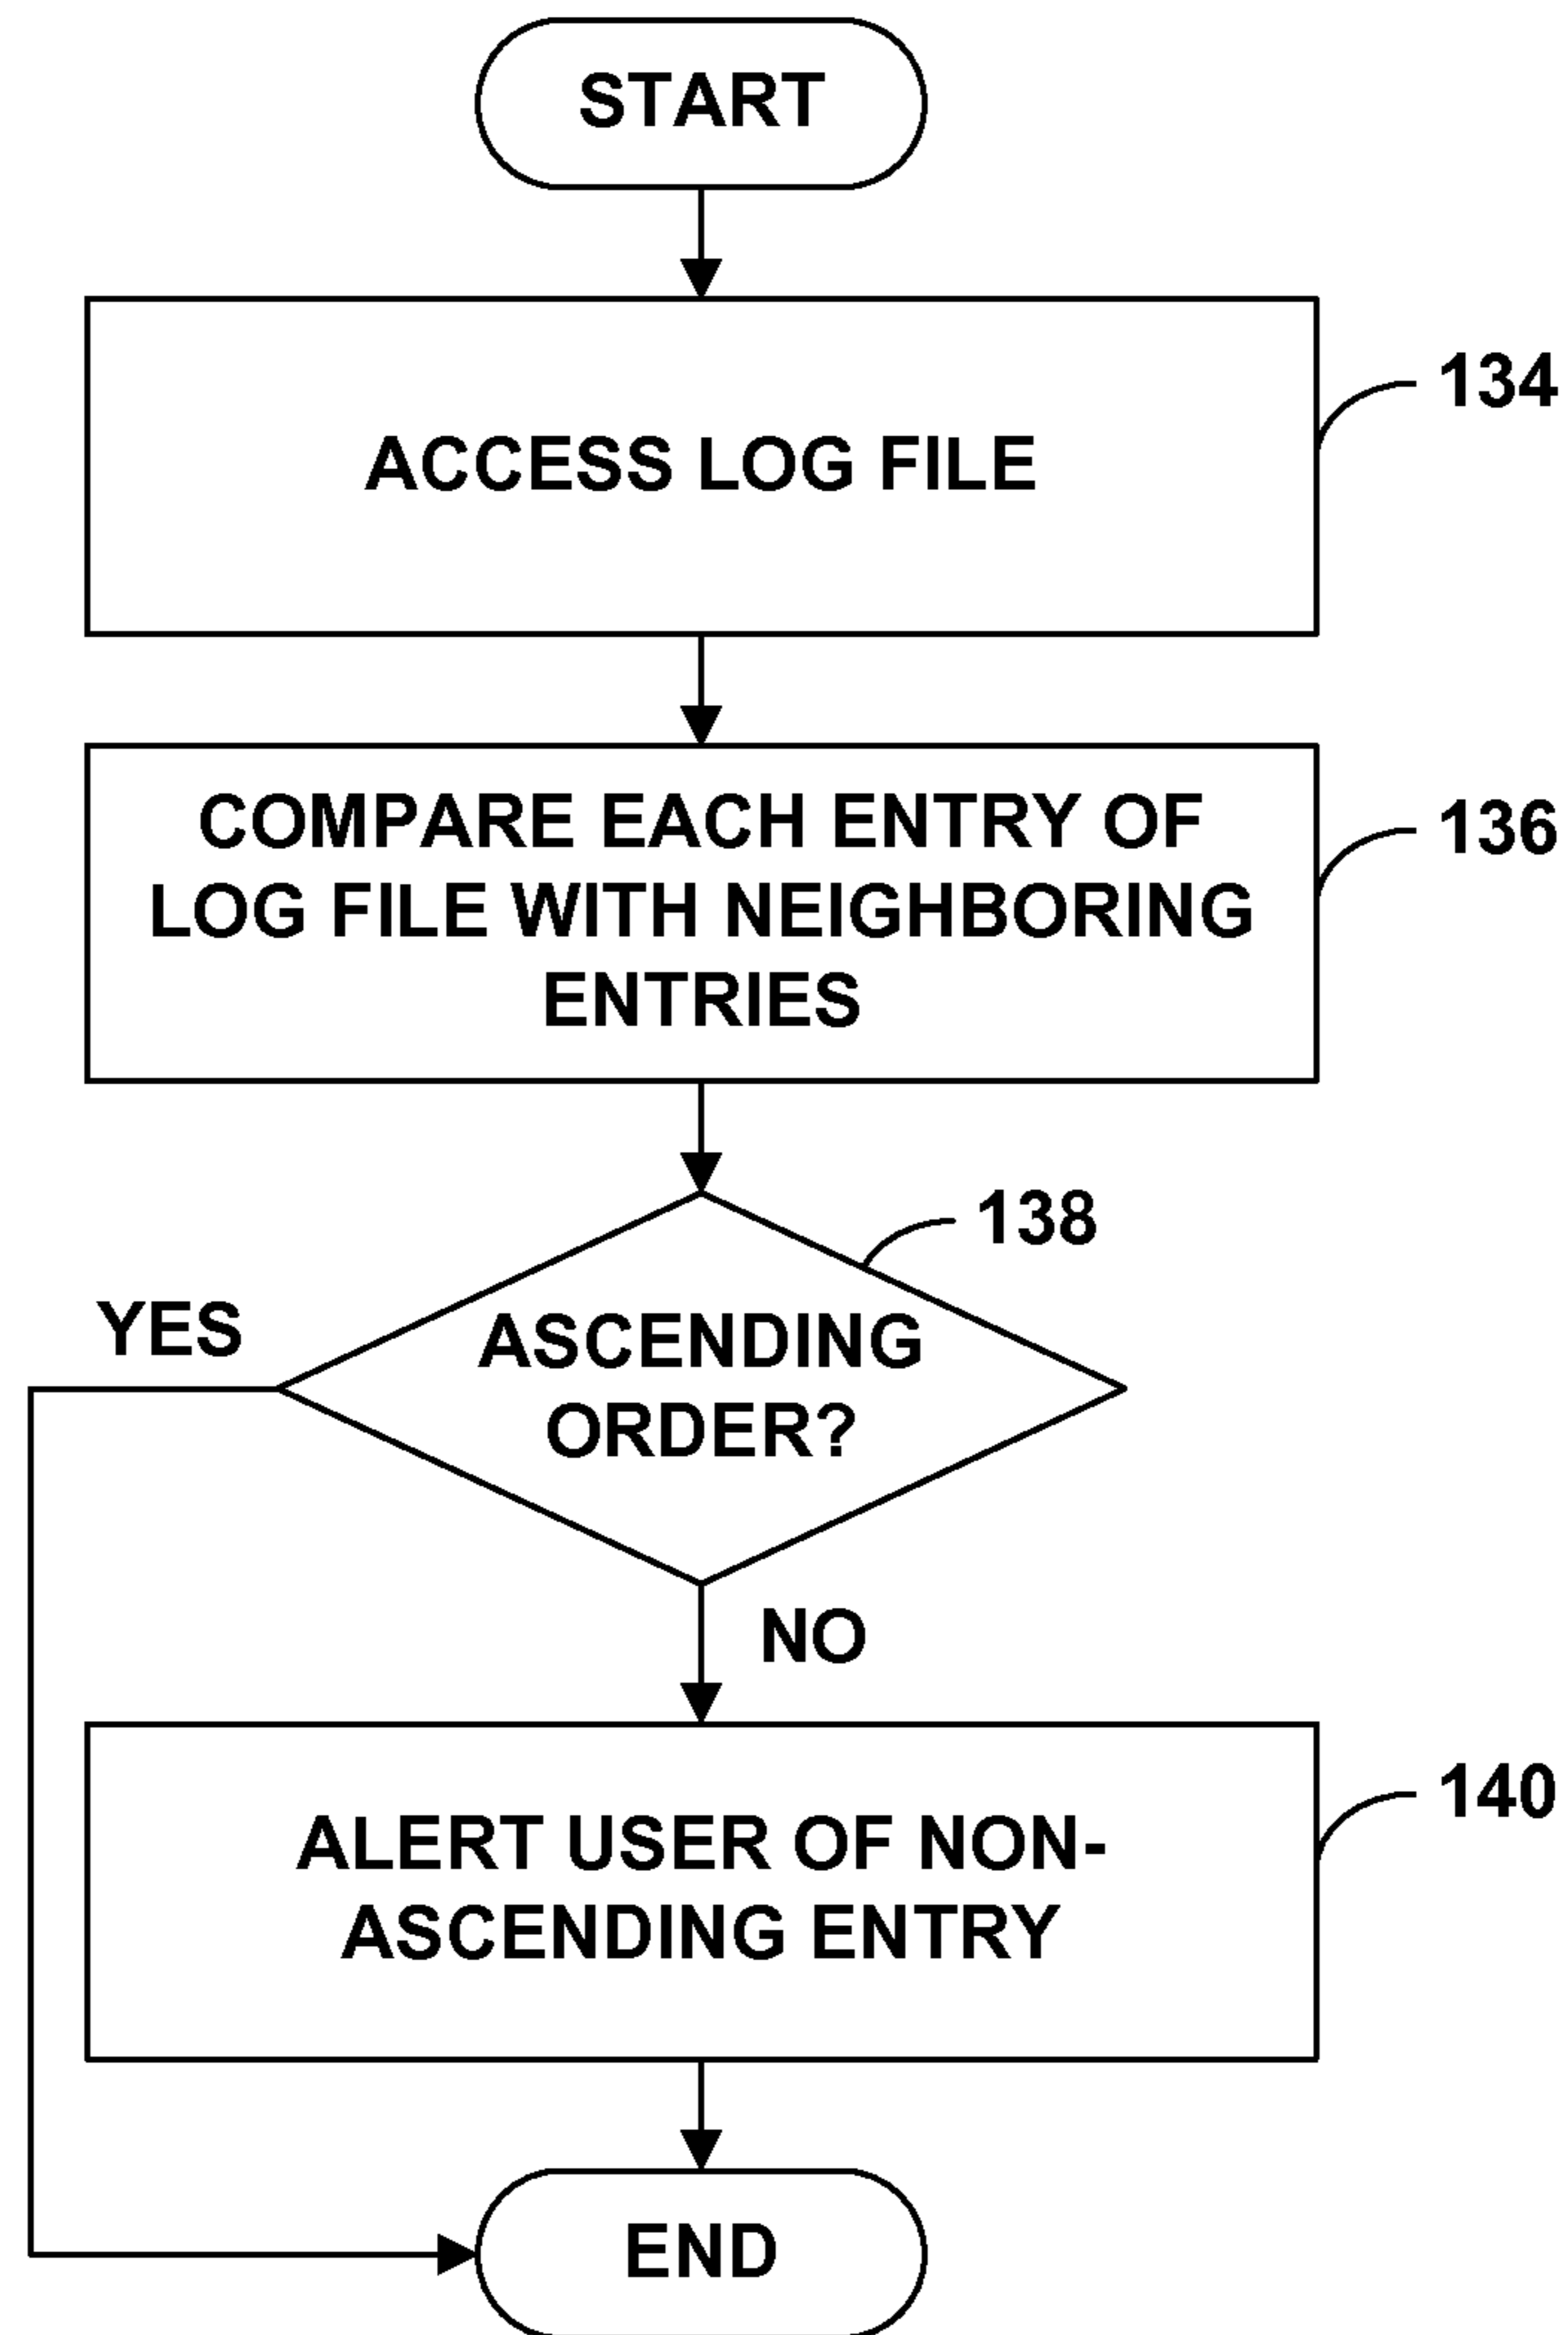 START
ACCESS LOG FILE
134
COMPARE EACH ENTRY OF
LOG FILE WITH NEIGHBORING
ENTRIES
136
138
YES
ASCENDING
ORDER?
NO
ALERT USER OF NON-
ASCENDING ENTRY
140
END